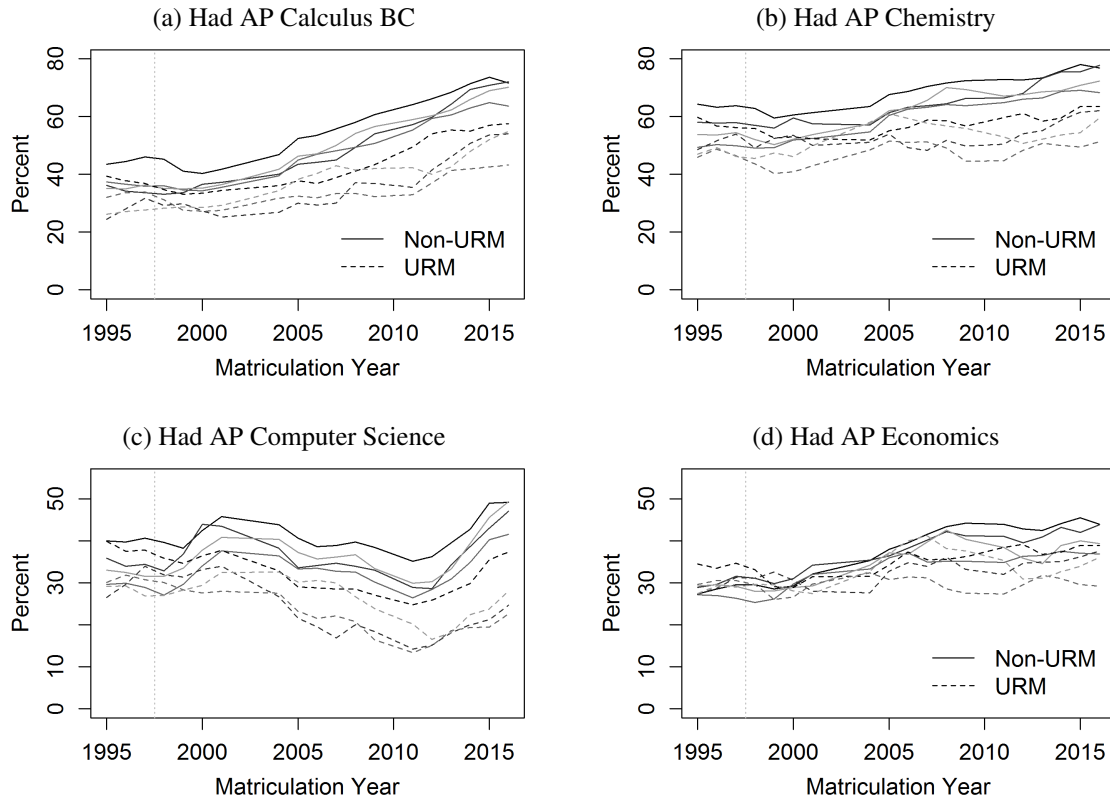 (a) Had AP Calculus BC
Percent
0 20 40 60 80
Non-URM
URM
1995 2000 2005 2010 2015
Matriculation Year
(b) Had AP Chemistry
Percent
0 20 40 60 80
Non-URM
URM
1995 2000 2005 2010 2015
Matriculation Year
(c) Had AP Computer Science
Percent
0 10 30 50
1995 2000 2005 2010 2015
Matriculation Year
(d) Had AP Economics
Percent
0 10 30 50
Non-URM
URM
1995 2000 2005 2010 2015
Matriculation Year